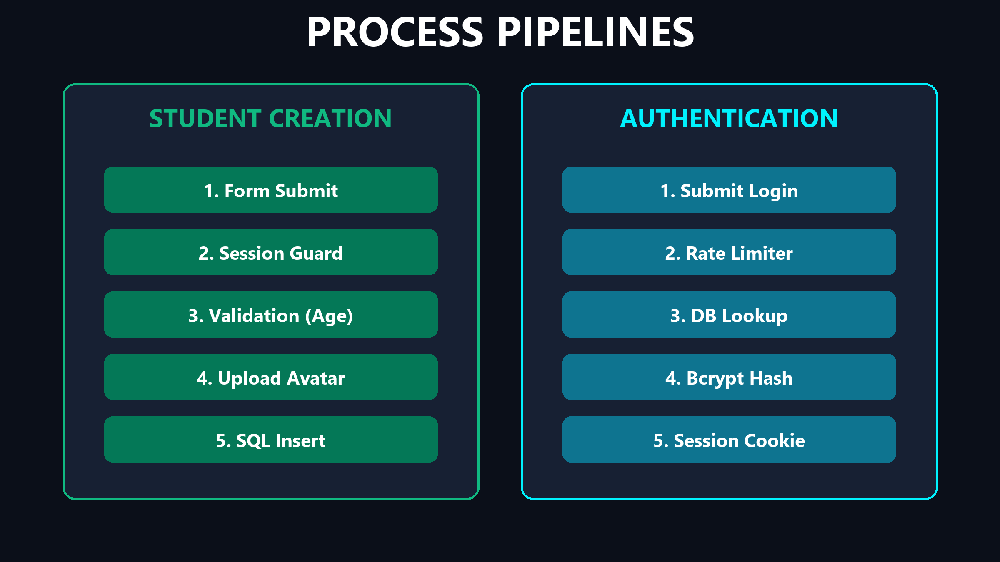 PROCESS PIPELINES
STUDENT CREATION
1. Form Submit
2. Session Guard
3. Validation (Age)
4. Upload Avatar
5. SQL Insert
AUTHENTICATION
1. Submit Login
2. Rate Limiter
3. DB Lookup
4. Bcrypt Hash
5. Session Cookie